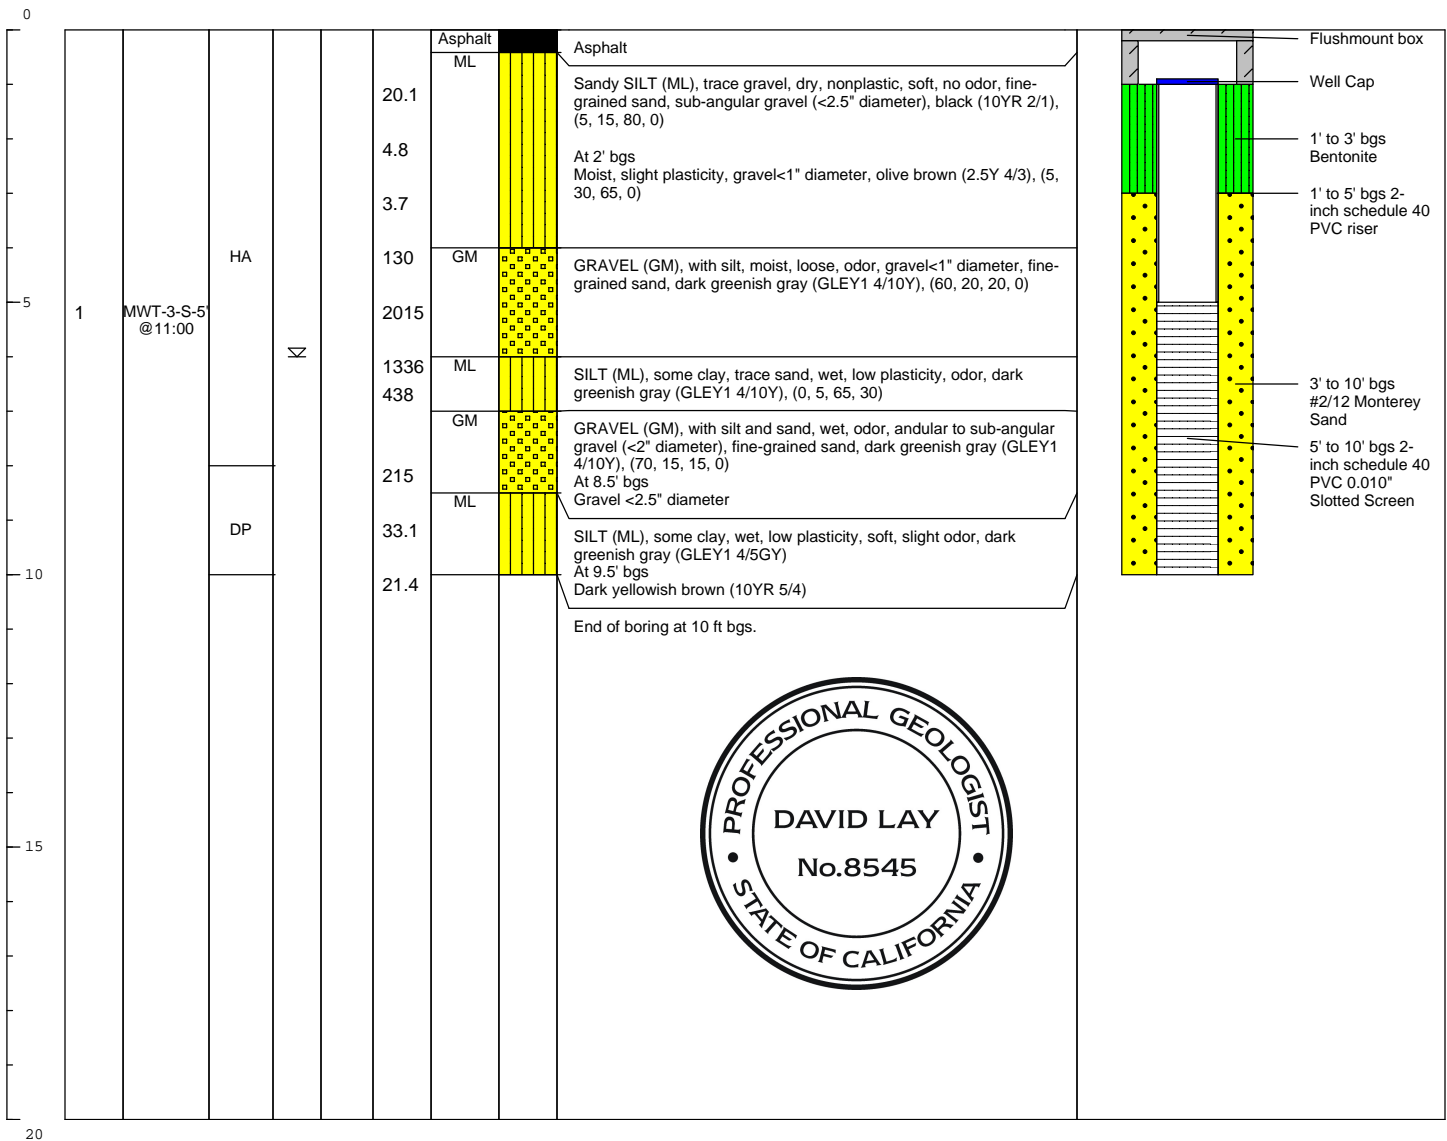 0
5
10
15
20
1
MWT-3-S-5'
@11:00
HA
DP
20.1
4.8
3.7
130
2015
1336
438
215
33.1
21.4
Asphalt
ML
GM
ML
GM
ML
Asphalt
Sandy SILT (ML), trace gravel, dry, nonplastic, soft, no odor, fine-
grained sand, sub-angular gravel (<2.5" diameter), black (10YR 2/1),
(5, 15, 80, 0)
At 2' bgs
Moist, slight plasticity, gravel<1" diameter, olive brown (2.5Y 4/3), (5,
30, 65, 0)
GRAVEL (GM), with silt, moist, loose, odor, gravel<1" diameter, fine-
grained sand, dark greenish gray (GLEY1 4/10Y), (60, 20, 20, 0)
SILT (ML), some clay, trace sand, wet, low plasticity, odor, dark
greenish gray (GLEY1 4/10Y), (0, 5, 65, 30)
GRAVEL (GM), with silt and sand, wet, odor, andular to sub-angular
gravel (<2" diameter), fine-grained sand, dark greenish gray (GLEY1
4/10Y), (70, 15, 15, 0)
At 8.5' bgs
Gravel <2.5" diameter
SILT (ML), some clay, wet, low plasticity, soft, slight odor, dark
greenish gray (GLEY1 4/5GY)
At 9.5' bgs
Dark yellowish brown (10YR 5/4)
End of boring at 10 ft bgs.
PROFESSIONAL GEOLOGIST
DAVID LAY
No.8545
STATE OF CALIFORNIA
Flushmount box
Well Cap
1' to 3' bgs
Bentonite
1' to 5' bgs 2-
inch schedule 40
PVC riser
3' to 10' bgs
#2/12 Monterey
Sand
5' to 10' bgs 2-
inch schedule 40
PVC 0.010"
Slotted Screen